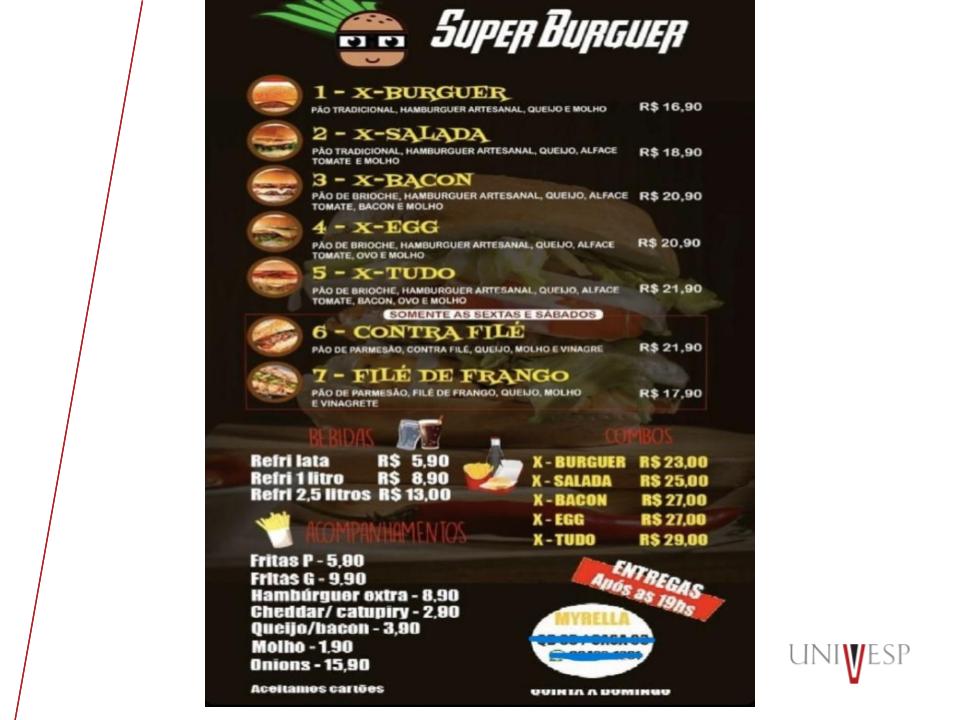 SUPER BURGUER
1 - X-BURGUER
PÃO TRADICIONAL, HAMBURGUER ARTESANAL, QUEIJO E MOLHO
R$ 16,90
2 - X-SALADA
PÃO TRADICIONAL, HAMBURGUER ARTESANAL, QUEIJO, ALFACE
TOMATE E MOLHO
R$ 18,90
3 - X-BACON
PÃO DE BRIOCHE, HAMBURGUER ARTESANAL, QUEIJO, ALFACE
TOMATE, BACON E MOLHO
R$ 20,90
4 - X-EGG
PÃO DE BRIOCHE, HAMBURGUER ARTESANAL, QUEIJO, ALFACE
TOMATE, OVO E MOLHO
R$ 20,90
5 - X-TUDO
PÃO DE BRIOCHE, HAMBURGUER ARTESANAL, QUEIJO, ALFACE
TOMATE, BACON, OVO E MOLHO
R$ 21,90
SOMENTE AS SEXTAS E SÁBADOS
6 - CONTRA FILÉ
PÃO DE PARMESÃO, CONTRA FILÉ, QUEIJO, MOLHO E VINAGRE
R$ 21,90
7 - FILÉ DE FRANGO
PÃO DE PARMESÃO, FILÉ DE FRANGO, QUEIJO, MOLHO
E VINAGRETE
R$ 17,90
BEBIDAS
Refri lata R$ 5,90
Refri 1 litro R$ 8,90
Refri 2,5 litros R$ 13,00
ACOMPANHAMENTOS
Fritas P - 5,90
Fritas G - 9,90
Hambúrguer extra - 8,90
Cheddar/ catupiry - 2,90
Queijo/bacon - 3,90
Molho - 1,90
Onions - 15,90
Aceitamos cartões
COMBOS
X - BURGUER R$ 23,00
X - SALADA R$ 25,00
X - BACON R$ 27,00
X - EGG R$ 27,00
X - TUDO R$ 29,00
ENTREGAS
Após as 19hs
MYRELLA
QUINTA A DOMINGO
UNIVESP